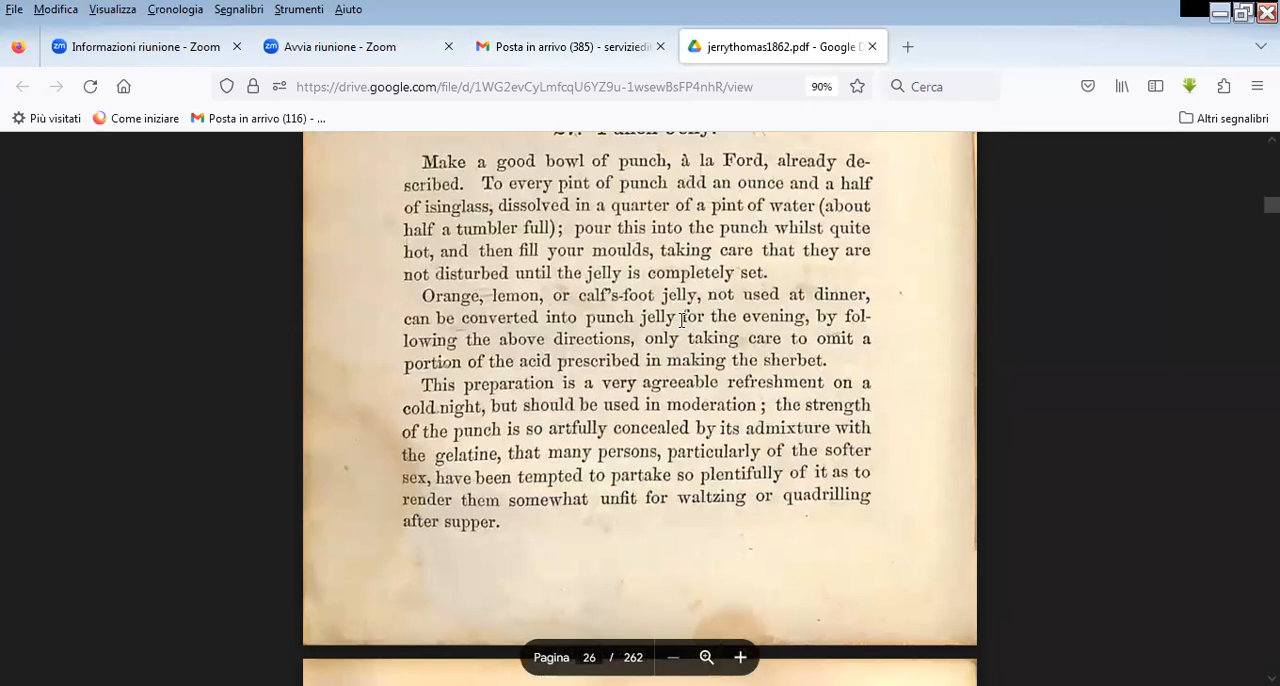 File Modifica Visualizza Cronologia Segnalibri Strumenti Aiuto
Informazioni riunione - Zoom Avvia riunione - Zoom Posta in arrivo (385) - serviziedit jerrythomas1862.pdf - Google D
https://drive.google.com/file/d/1WG2evCyLmfcqU6YZ9u-1wsewBsFP4nhR/view 90% Cerca
Più visitati Come iniziare Posta in arrivo (116) - ... Altri segnalibri
Punch Jelly.
Make a good bowl of punch, à la Ford, already de-
scribed. To every pint of punch add an ounce and a half
of isinglass, dissolved in a quarter of a pint of water (about
half a tumbler full); pour this into the punch whilst quite
hot, and then fill your moulds, taking care that they are
not disturbed until the jelly is completely set.
Orange, lemon, or calf's-foot jelly, not used at dinner,
can be converted into punch jelly for the evening, by fol-
lowing the above directions, only taking care to omit a
portion of the acid prescribed in making the sherbet.
This preparation is a very agreeable refreshment on a
cold night, but should be used in moderation; the strength
of the punch is so artfully concealed by its admixture with
the gelatine, that many persons, particularly of the softer
sex, have been tempted to partake so plentifully of it as to
render them somewhat unfit for waltzing or quadrilling
after supper.
Pagina 26 / 262